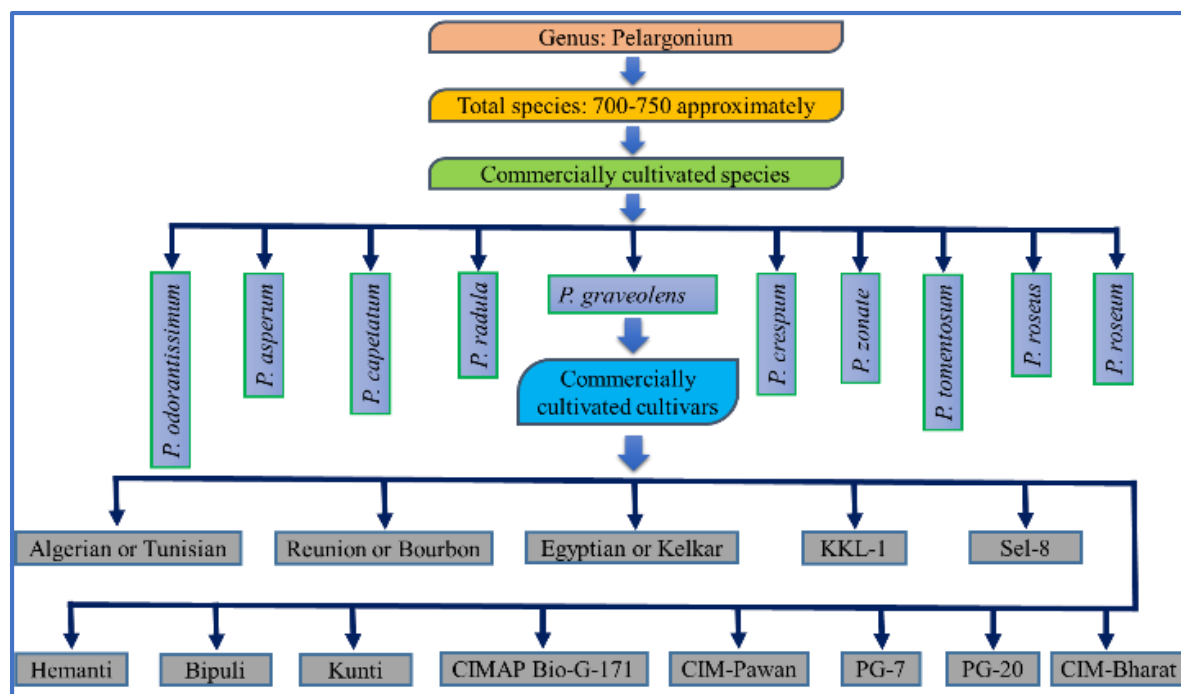 Genus: Pelargonium
Total species: 700-750 approximately
Commercially cultivated species
P. odorantissimum
P. asperum
P. capetatum
P. radula
P. graveolens
P. crespum
P. zonate
P. tomentosum
P. roseus
P. roseum
Commercially
cultivated cultivars
Algerian or Tunisian
Reunion or Bourbon
Egyptian or Kelkar
KKL-1
Sel-8
Hemanti
Bipuli
Kunti
CIMAP Bio-G-171
CIM-Pawan
PG-7
PG-20
CIM-Bharat